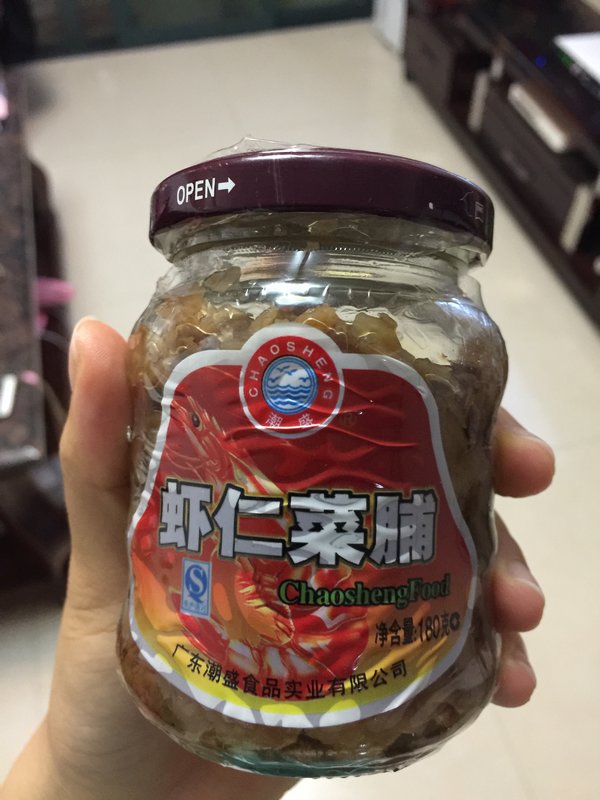 OPEN→
CHAOSHENG
潮盛
虾仁菜脯
ChaoshengFood
净含量:180克
广东潮盛食品实业有限公司